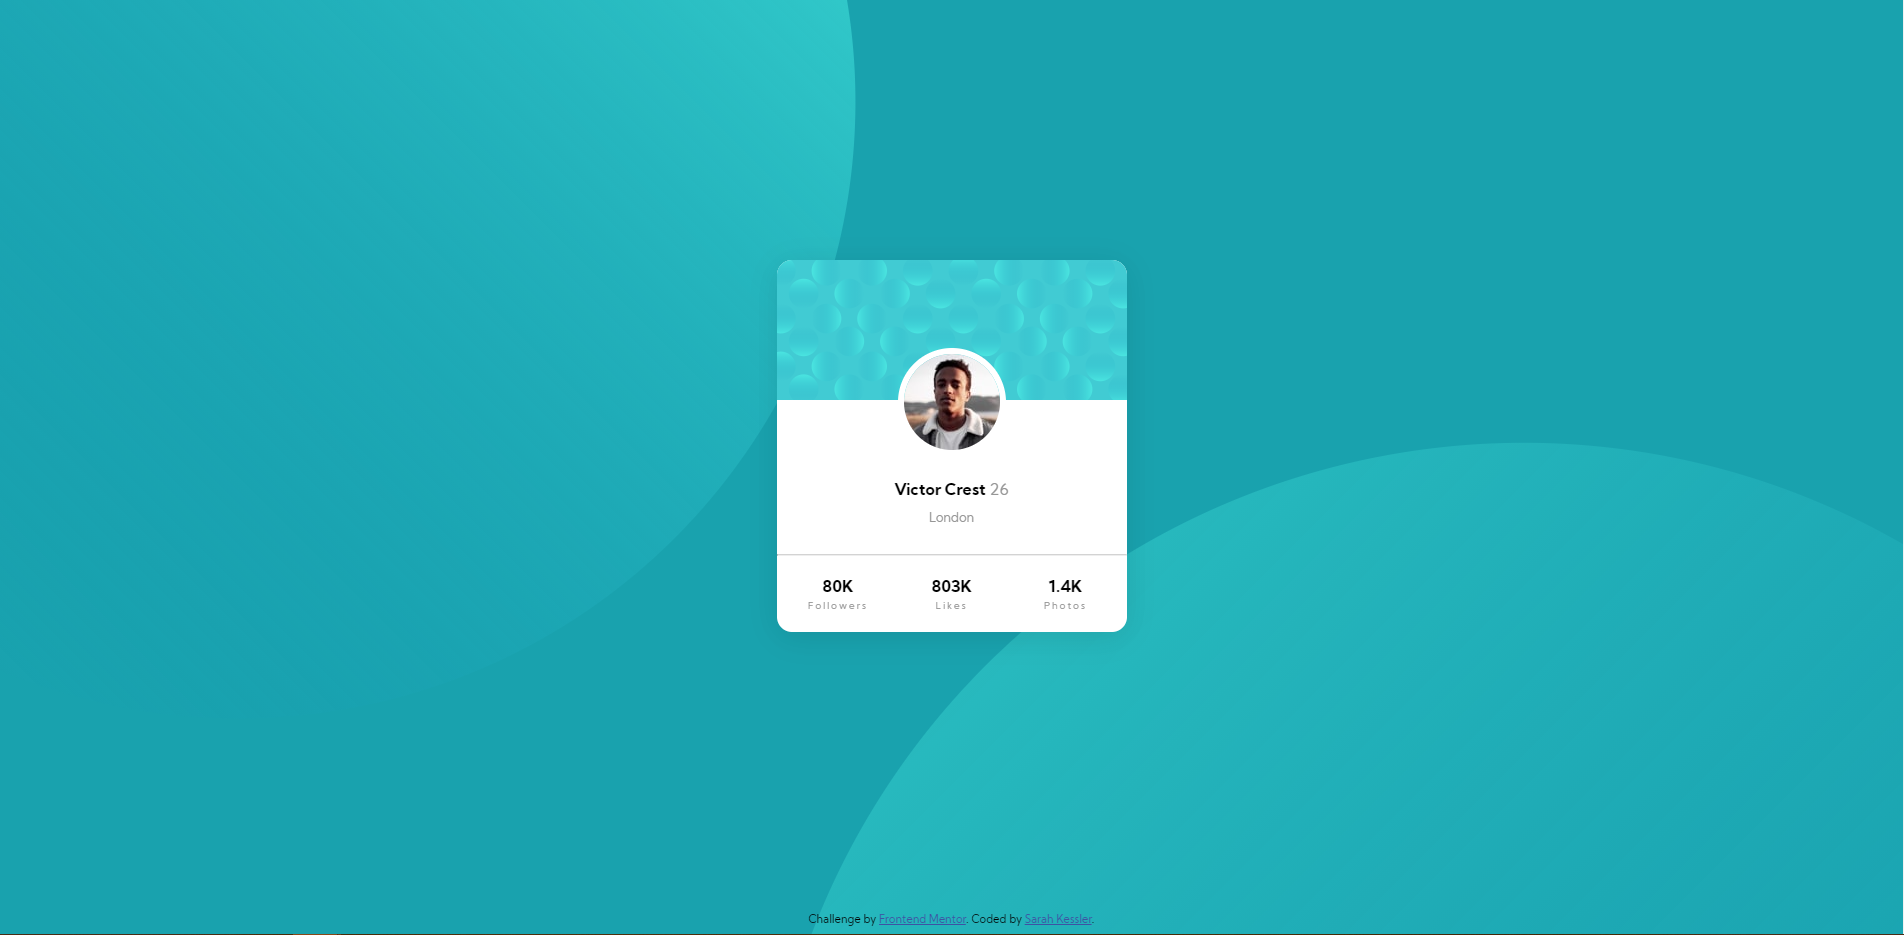 Victor Crest 26
London
80K 803K 1.4K
Followers Likes Photos
Challenge by Frontend Mentor. Coded by Sarah Kessler.